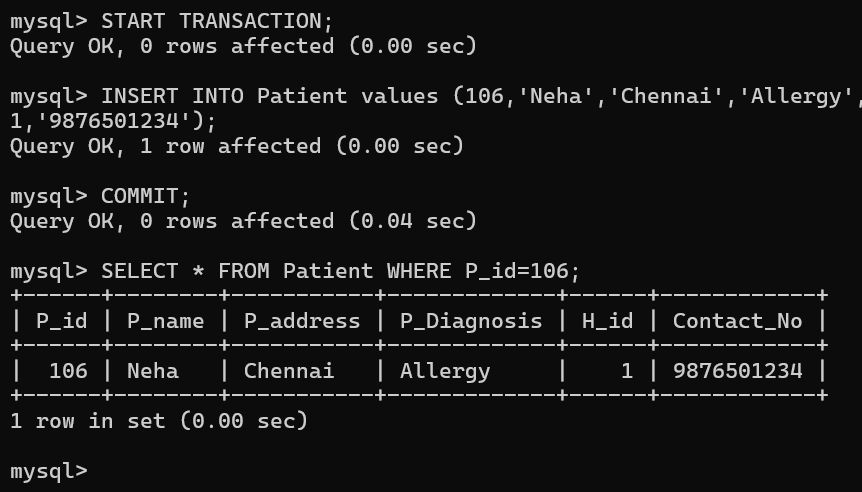 mysql> START TRANSACTION;
Query OK, 0 rows affected (0.00 sec)

mysql> INSERT INTO Patient values (106,'Neha','Chennai','Allergy',
1,'9876501234');
Query OK, 1 row affected (0.00 sec)

mysql> COMMIT;
Query OK, 0 rows affected (0.04 sec)

mysql> SELECT * FROM Patient WHERE P_id=106;
+------+--------+-----------+-------------+------+------------+
| P_id | P_name | P_address | P_Diagnosis | H_id | Contact_No |
+------+--------+-----------+-------------+------+------------+
|  106 | Neha   | Chennai   | Allergy     |    1 | 9876501234 |
+------+--------+-----------+-------------+------+------------+
1 row in set (0.00 sec)

mysql>